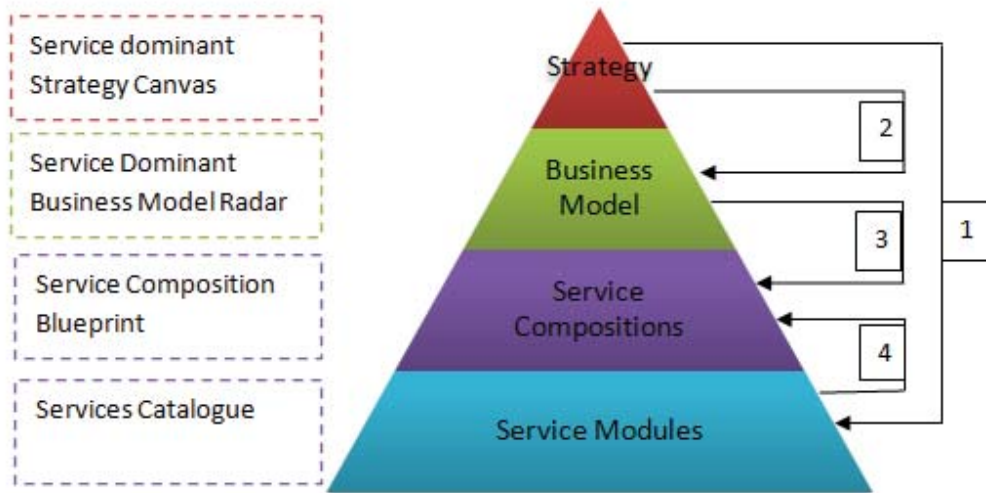 Service dominant
Strategy Canvas
Service Dominant
Business Model Radar
Service Composition
Blueprint
Services Catalogue
Strategy
Business
Model
Service
Compositions
Service Modules
2
3
1
4